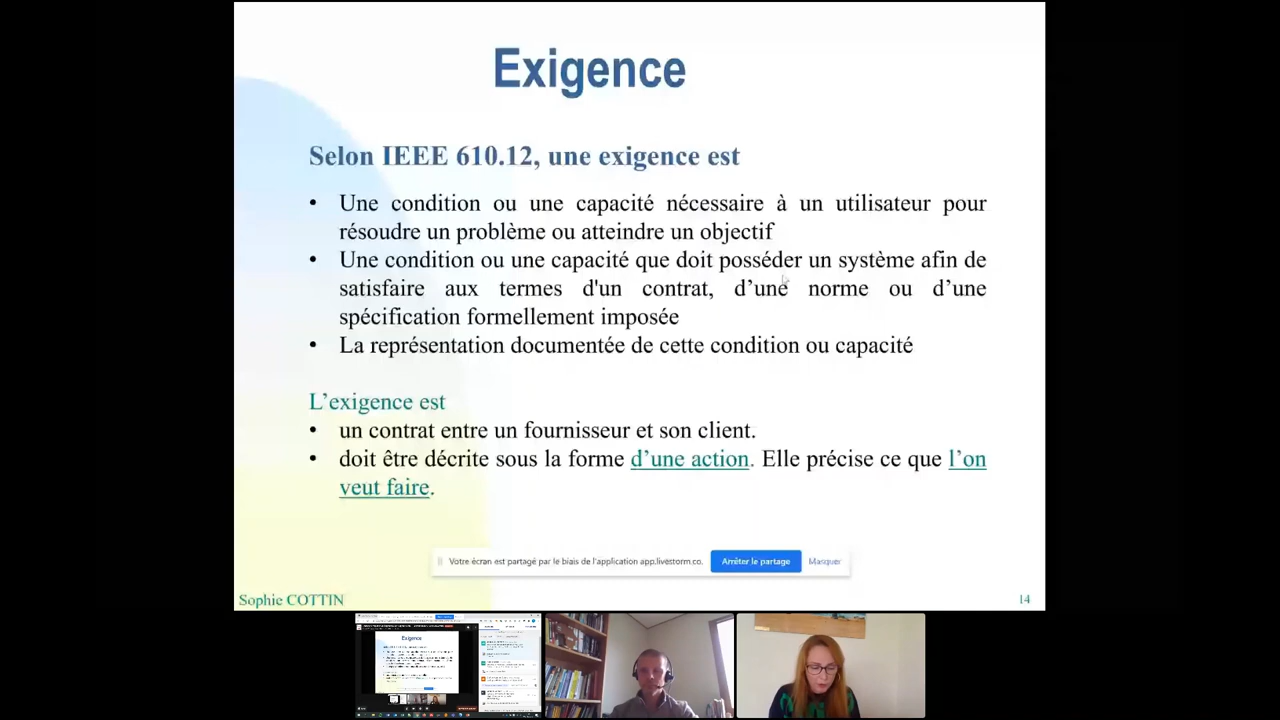 Exigence
Selon IEEE 610.12, une exigence est
• Une condition ou une capacité nécessaire à un utilisateur pour
résoudre un problème ou atteindre un objectif
• Une condition ou une capacité que doit posséder un système afin de
satisfaire aux termes d'un contrat, d’une norme ou d’une
spécification formellement imposée
• La représentation documentée de cette condition ou capacité
L’exigence est
• un contrat entre un fournisseur et son client.
• doit être décrite sous la forme d’une action. Elle précise ce que l’on
veut faire.
Votre écran est partagé par le biais de l'application app.livestorm.co.
Arrêter le partage
Masquer
Sophie COTTIN
14
Exigence